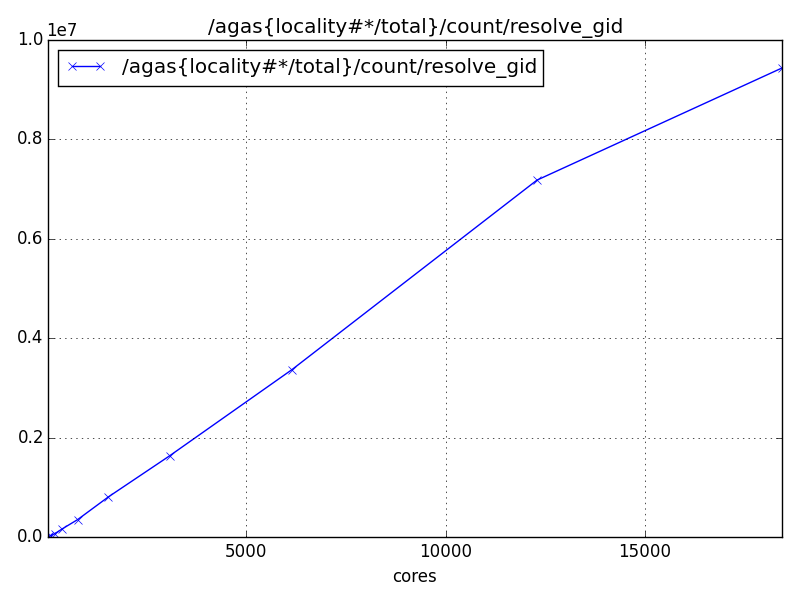 /agas{locality#*/total}/count/resolve_gid
1e7
/agas{locality#*/total}/count/resolve_gid
1.0
0.8
0.6
0.4
0.2
0.0
5000 10000 15000
cores